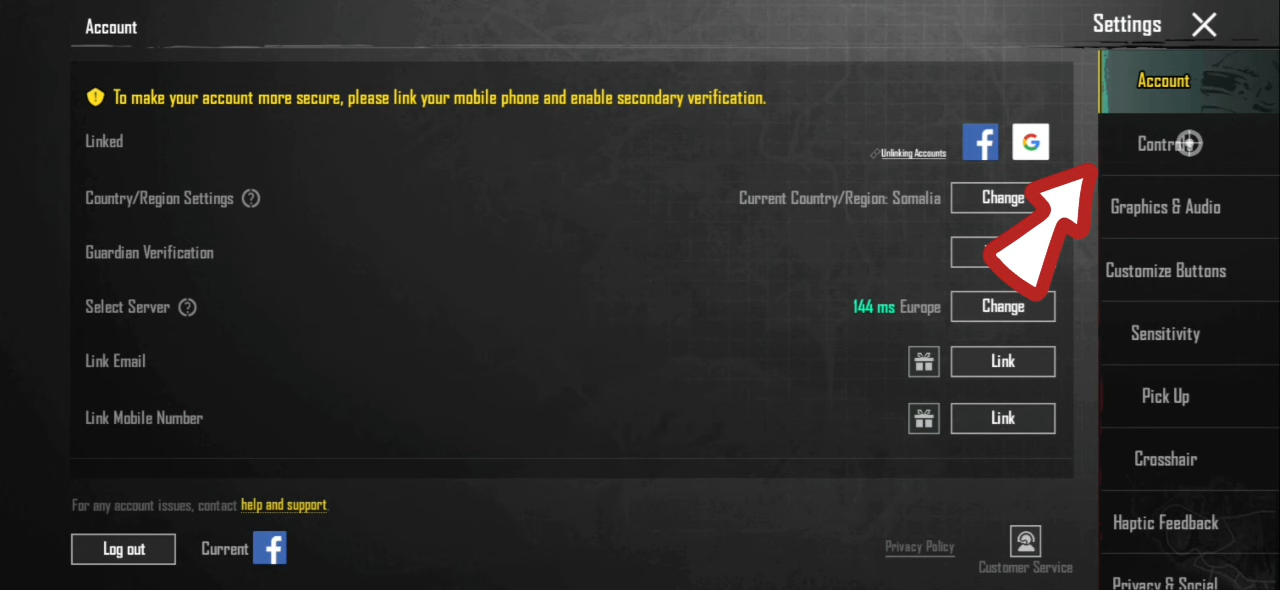 Account
Settings
To make your account more secure, please link your mobile phone and enable secondary verification.
Account
Linked
Unlinking Accounts
Country/Region Settings
Current Country/Region: Somalia
Change
Graphics & Audio
Guardian Verification
Customize Buttons
Select Server
144 ms Europe
Change
Sensitivity
Link Email
Link
Pick Up
Link Mobile Number
Link
Crosshair
For any account issues, contact help and support
Haptic Feedback
Log out
Current
Privacy Policy
Customer Service
Privacy & Social